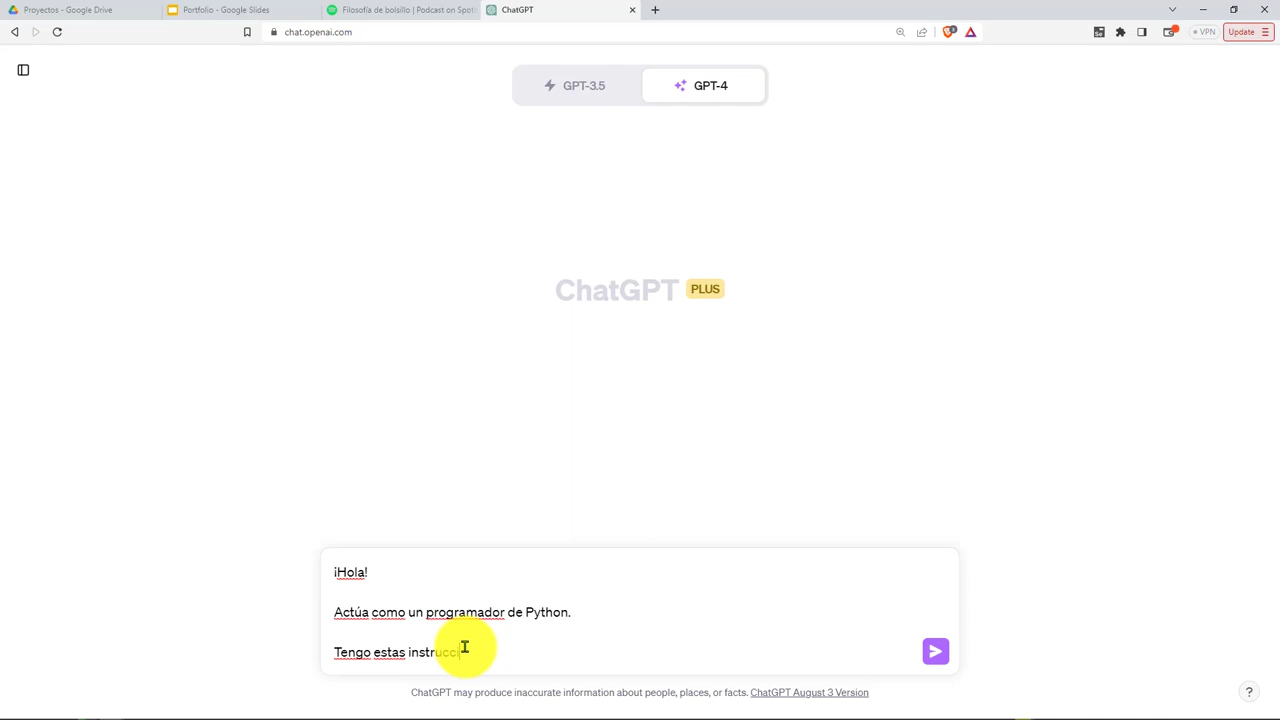 Proyectos - Google Drive
Portfolio - Google Slides
Filosofía de bolsillo | Podcast on Spot
ChatGPT
chat.openai.com
VPN
Update
GPT-3.5
GPT-4
ChatGPT PLUS
¡Hola!
Actúa como un programador de Python.
Tengo estas instrucci
ChatGPT may produce inaccurate information about people, places, or facts. ChatGPT August 3 Version
?